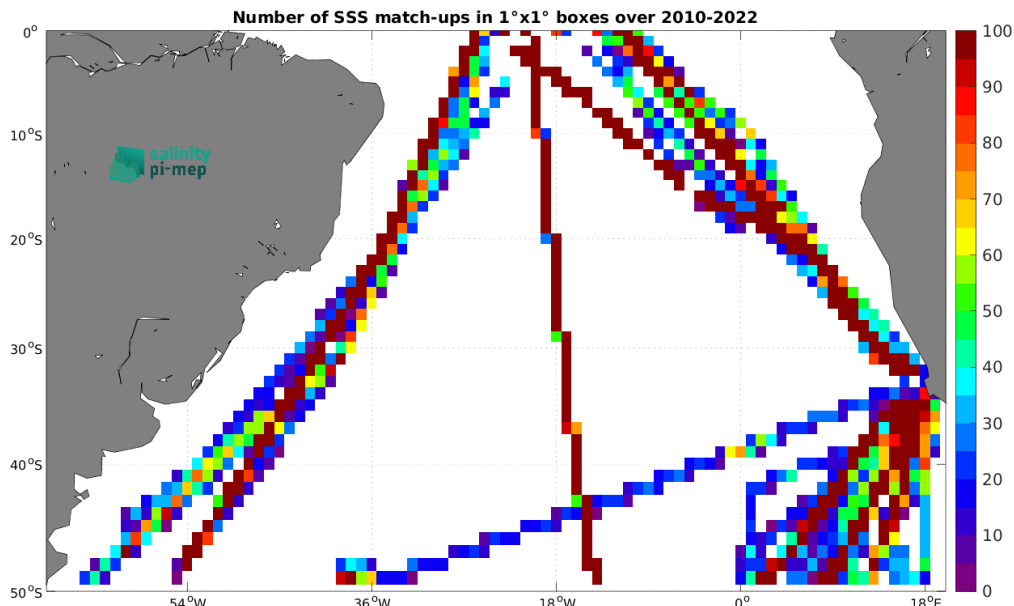 Number of SSS match-ups in 1°x1° boxes over 2010-2022
0°
10°S
20°S
30°S
40°S
50°S
54°W
36°W
18°W
0°
18°E
salinity
pi-mep
100
90
80
70
60
50
40
30
20
10
0